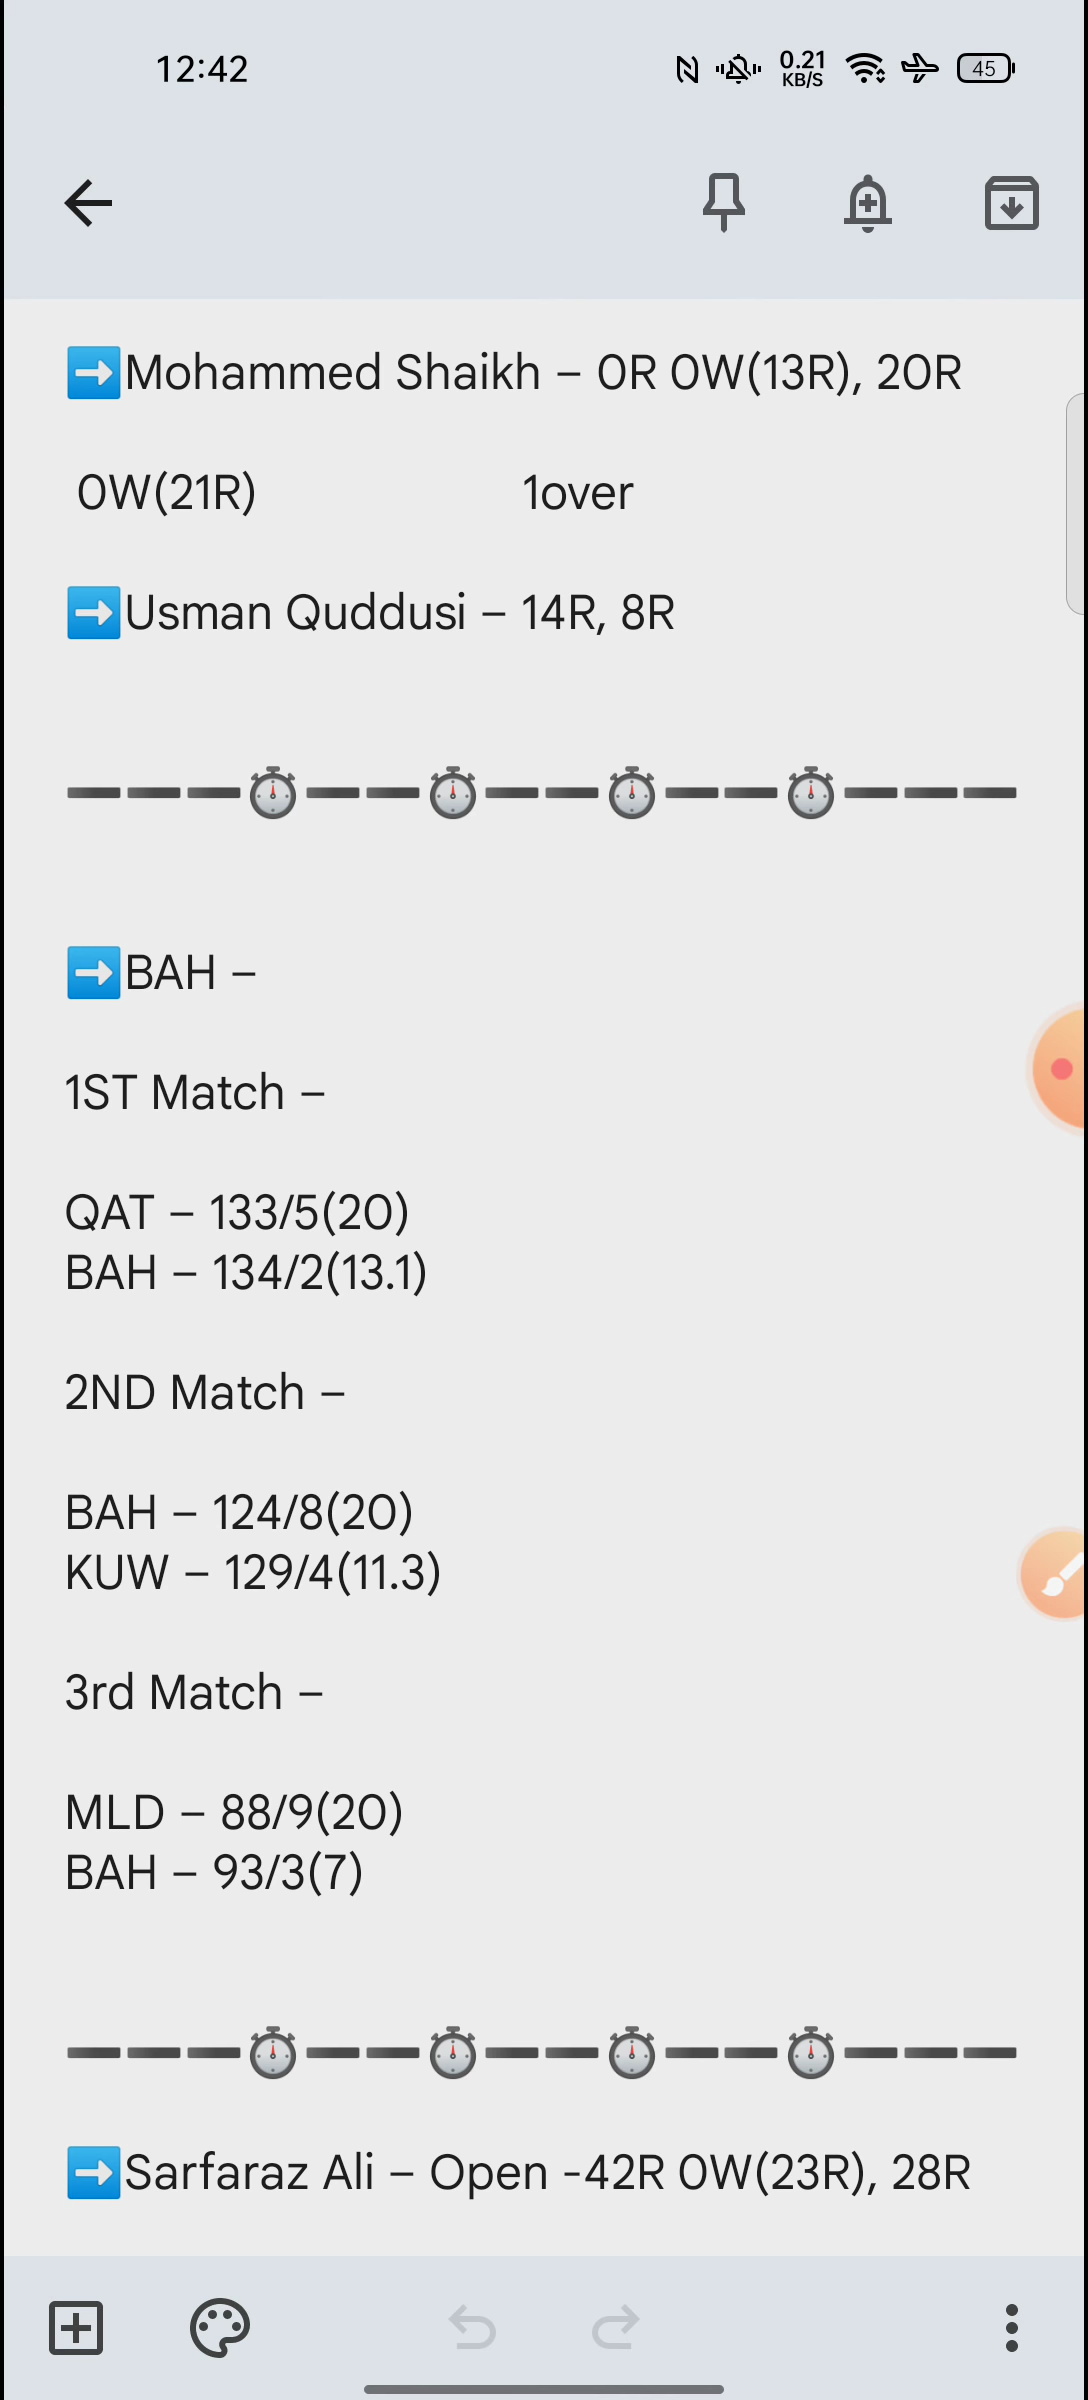 12:42
0.21
KB/S
45
➡️Mohammed Shaikh – 0R 0W(13R), 20R
0W(21R) 1over
➡️Usman Quddusi – 14R, 8R
➡️BAH –
1ST Match –
QAT – 133/5(20)
BAH – 134/2(13.1)
2ND Match –
BAH – 124/8(20)
KUW – 129/4(11.3)
3rd Match –
MLD – 88/9(20)
BAH – 93/3(7)
➡️Sarfaraz Ali – Open -42R 0W(23R), 28R